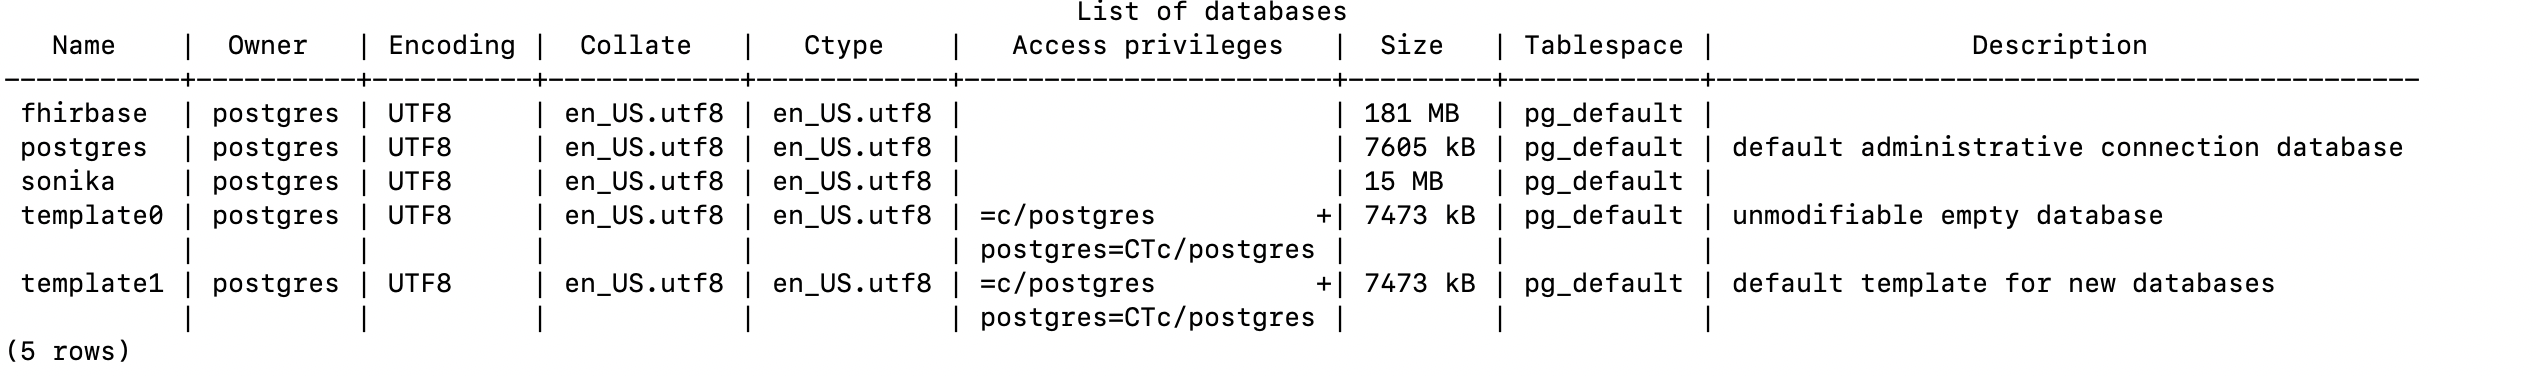 List of databases
   Name    |  Owner   | Encoding |  Collate   |   Ctype    |   Access privileges   |  Size   | Tablespace |                Description                 
-----------+----------+----------+------------+------------+-----------------------+---------+------------+--------------------------------------------
 fhirbase  | postgres | UTF8     | en_US.utf8 | en_US.utf8 |                       | 181 MB  | pg_default | 
 postgres  | postgres | UTF8     | en_US.utf8 | en_US.utf8 |                       | 7605 kB | pg_default | default administrative connection database
 sonika    | postgres | UTF8     | en_US.utf8 | en_US.utf8 |                       | 15 MB   | pg_default | 
 template0 | postgres | UTF8     | en_US.utf8 | en_US.utf8 | =c/postgres          +| 7473 kB | pg_default | unmodifiable empty database
           |          |          |            |            | postgres=CTc/postgres |         |            | 
 template1 | postgres | UTF8     | en_US.utf8 | en_US.utf8 | =c/postgres          +| 7473 kB | pg_default | default template for new databases
           |          |          |            |            | postgres=CTc/postgres |         |            | 
(5 rows)